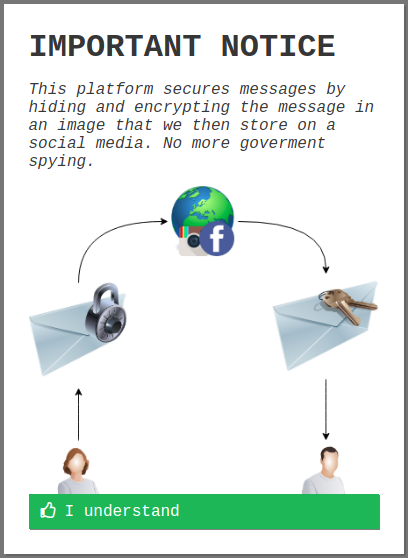 IMPORTANT NOTICE
This platform secures messages by
hiding and encrypting the message in
an image that we then store on a
social media. No more goverment
spying.
I understand